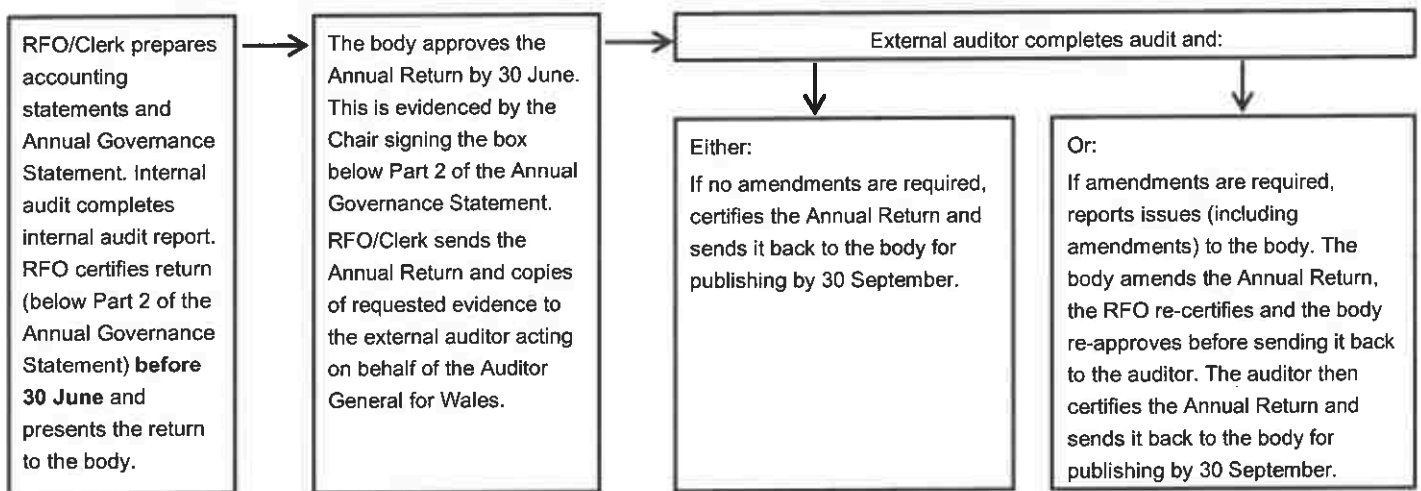 RFO/Clerk prepares
accounting
statements and
Annual Governance
Statement. Internal
audit completes
internal audit report.
RFO certifies return
(below Part 2 of the
Annual Governance
Statement) before
30 June and
presents the return
to the body.
The body approves the
Annual Return by 30 June.
This is evidenced by the
Chair signing the box
below Part 2 of the Annual
Governance Statement.
RFO/Clerk sends the
Annual Return and copies
of requested evidence to
the external auditor acting
on behalf of the Auditor
General for Wales.
External auditor completes audit and:
Either:
If no amendments are required,
certifies the Annual Return and
sends it back to the body for
publishing by 30 September.
Or:
If amendments are required,
reports issues (including
amendments) to the body. The
body amends the Annual Return,
the RFO re-certifies and the body
re-approves before sending it back
to the auditor. The auditor then
certifies the Annual Return and
sends it back to the body for
publishing by 30 September.